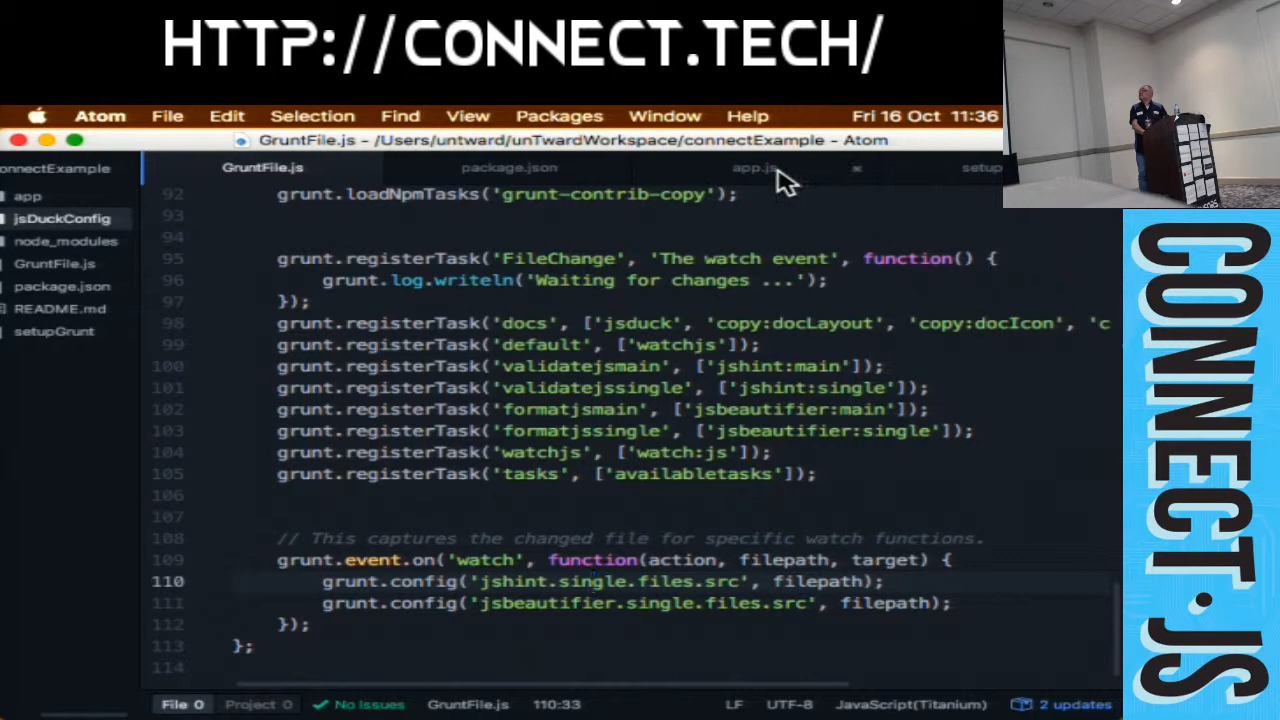 HTTP://CONNECT.TECH/
Atom File Edit Selection Find View Packages Window Help Fri 16 Oct 11:36
GruntFile.js - /Users/untward/unTwardWorkspace/connectExample - Atom
onnectExample
app
jsDuckConfig
node_modules
GruntFile.js
package.json
README.md
setupGrunt
GruntFile.js package.json app.js setup
92 grunt.loadNpmTasks('grunt-contrib-copy');
93
94
95 grunt.registerTask('FileChange', 'The watch event', function() {
96 grunt.log.writeln('Waiting for changes ...');
97 });
98 grunt.registerTask('docs', ['jsduck', 'copy:docLayout', 'copy:docIcon', 'c
99 grunt.registerTask('default', ['watchjs']);
100 grunt.registerTask('validatejsmain', ['jshint:main']);
101 grunt.registerTask('validatejssingle', ['jshint:single']);
102 grunt.registerTask('formatjsmain', ['jsbeautifier:main']);
103 grunt.registerTask('formatjssingle', ['jsbeautifier:single']);
104 grunt.registerTask('watchjs', ['watch:js']);
105 grunt.registerTask('tasks', ['availabletasks']);
106
107
108 // This captures the changed file for specific watch functions.
109 grunt.event.on('watch', function(action, filepath, target) {
110 grunt.config('jshint.single.files.src', filepath);
111 grunt.config('jsbeautifier.single.files.src', filepath);
112 });
113 };
114
File 0 Project 0 No Issues GruntFile.js 110:33 LF UTF-8 JavaScript(Titanium) 2 updates
CONNECT.JS